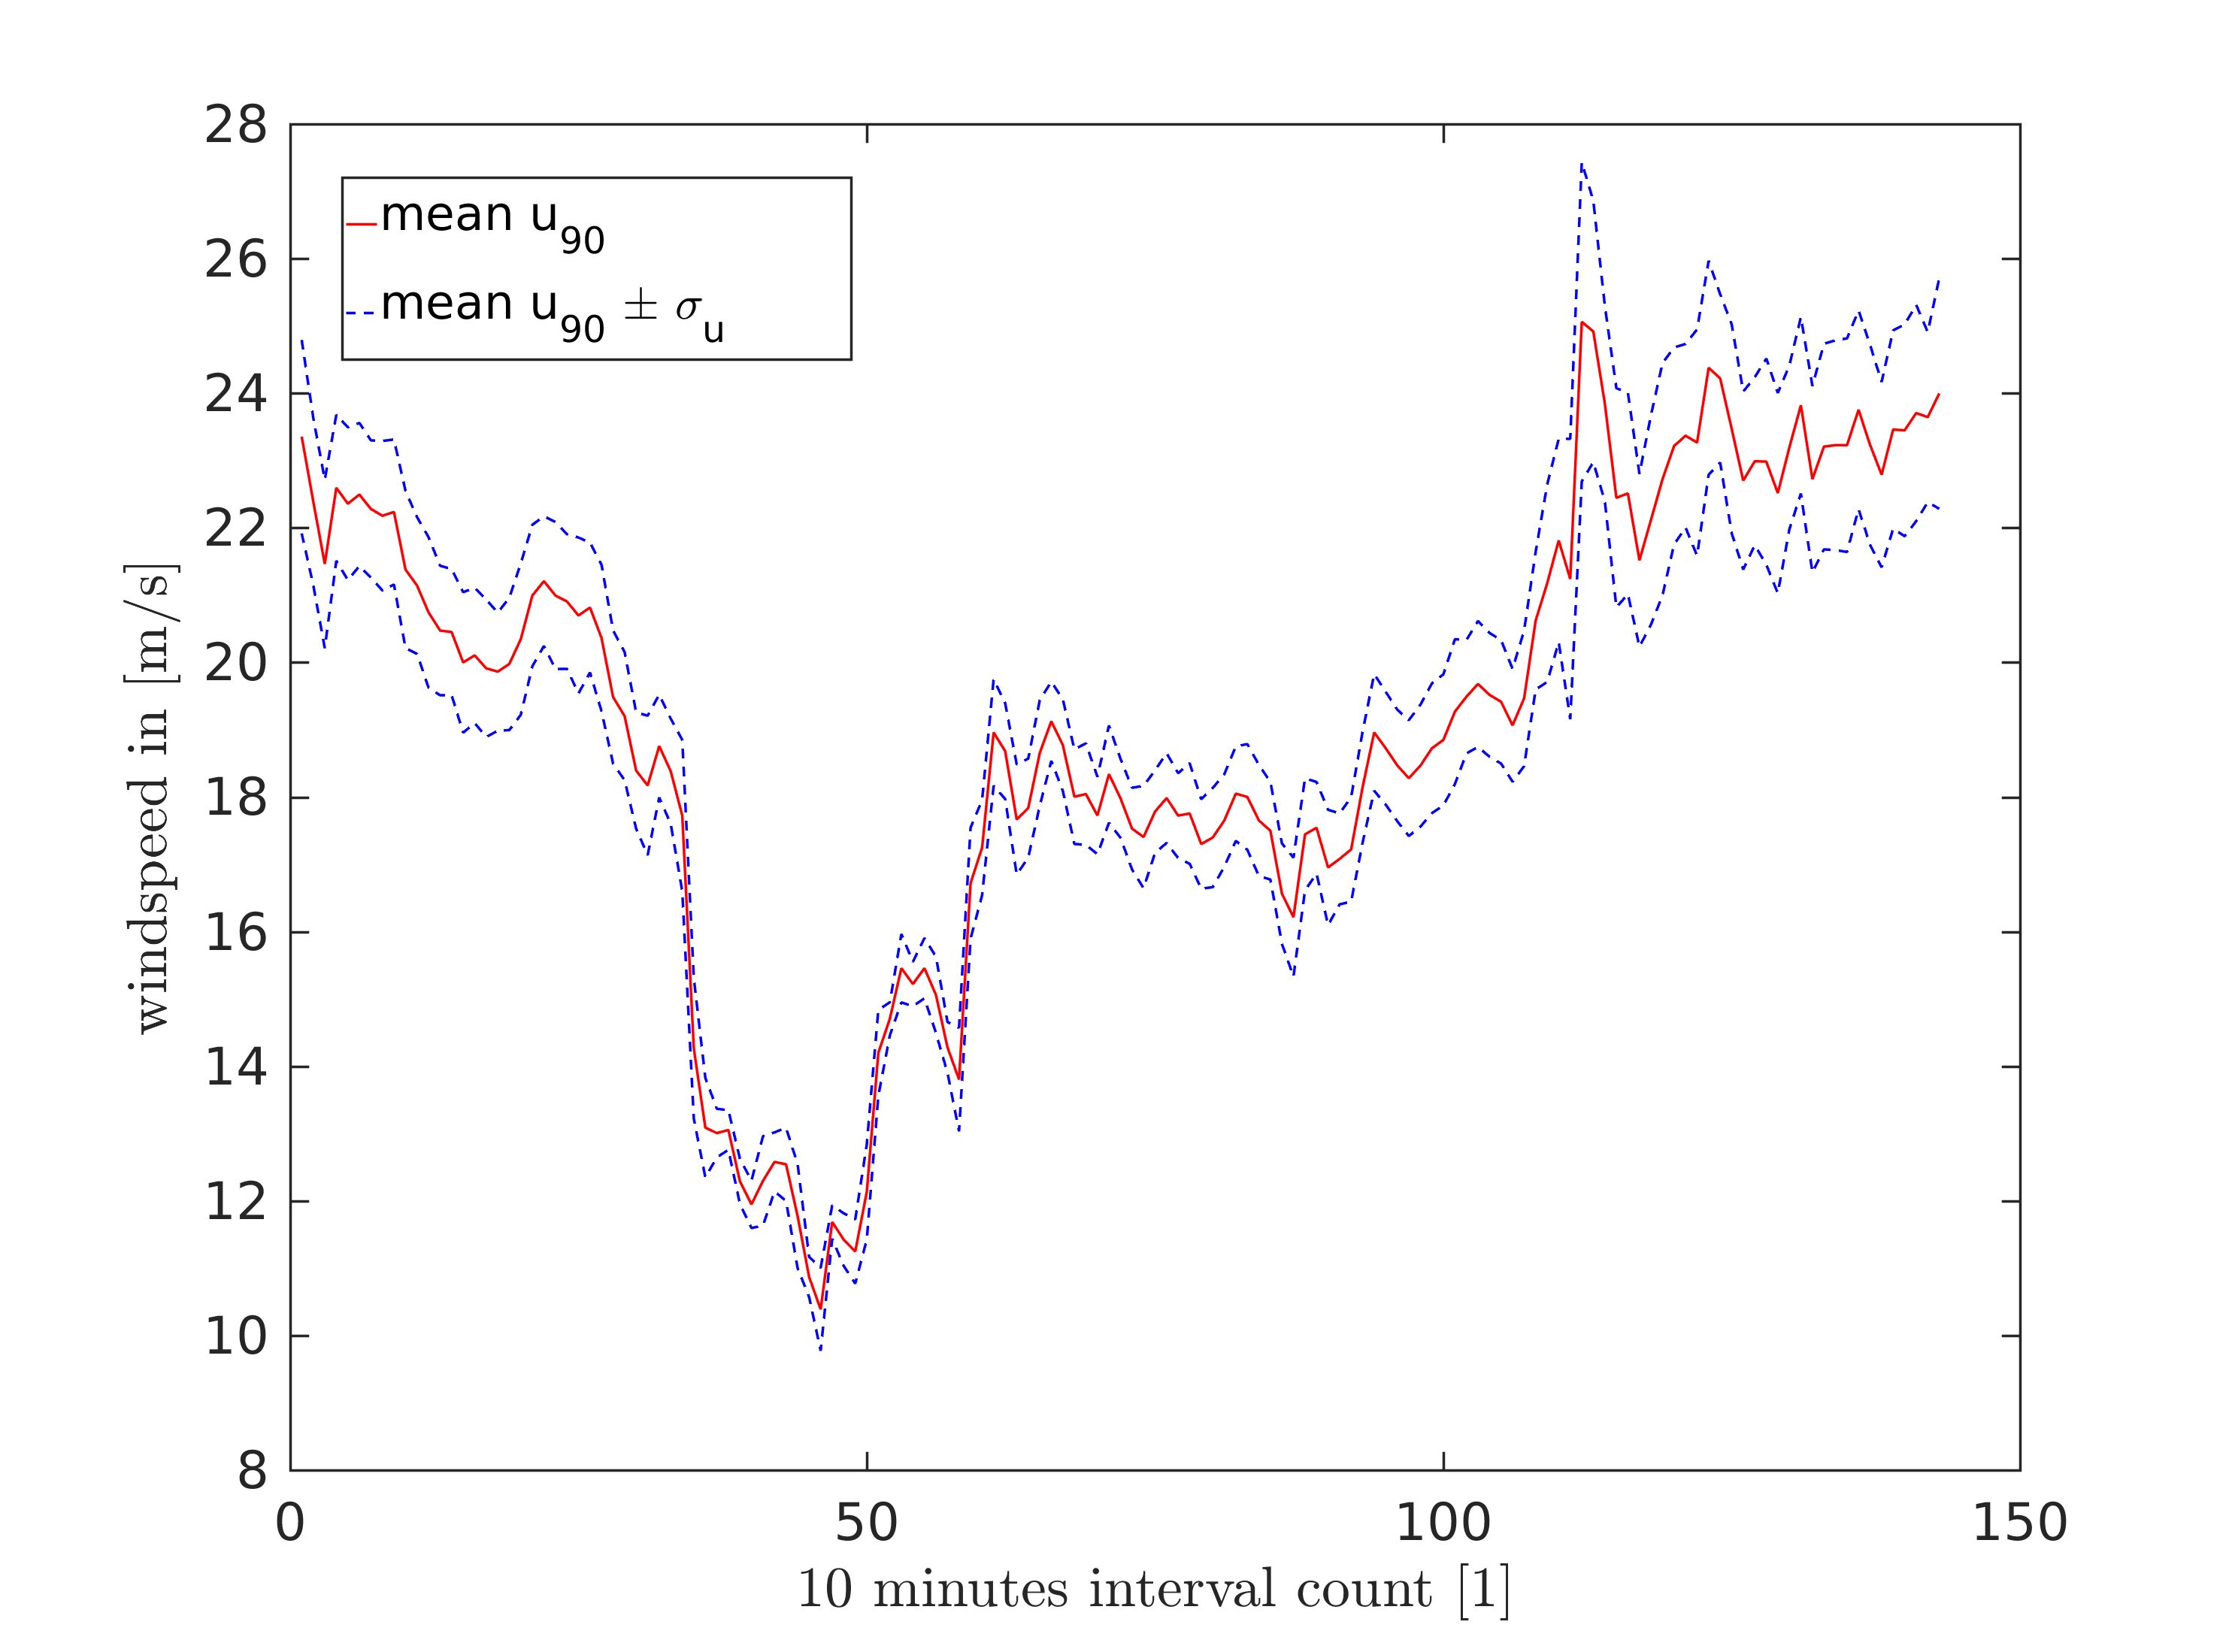 28
26
24
22
20
18
16
14
12
10
8
windspeed in [m/s]
mean u90
mean u90 ± σu
0 50 100 150
10 minutes interval count [1]